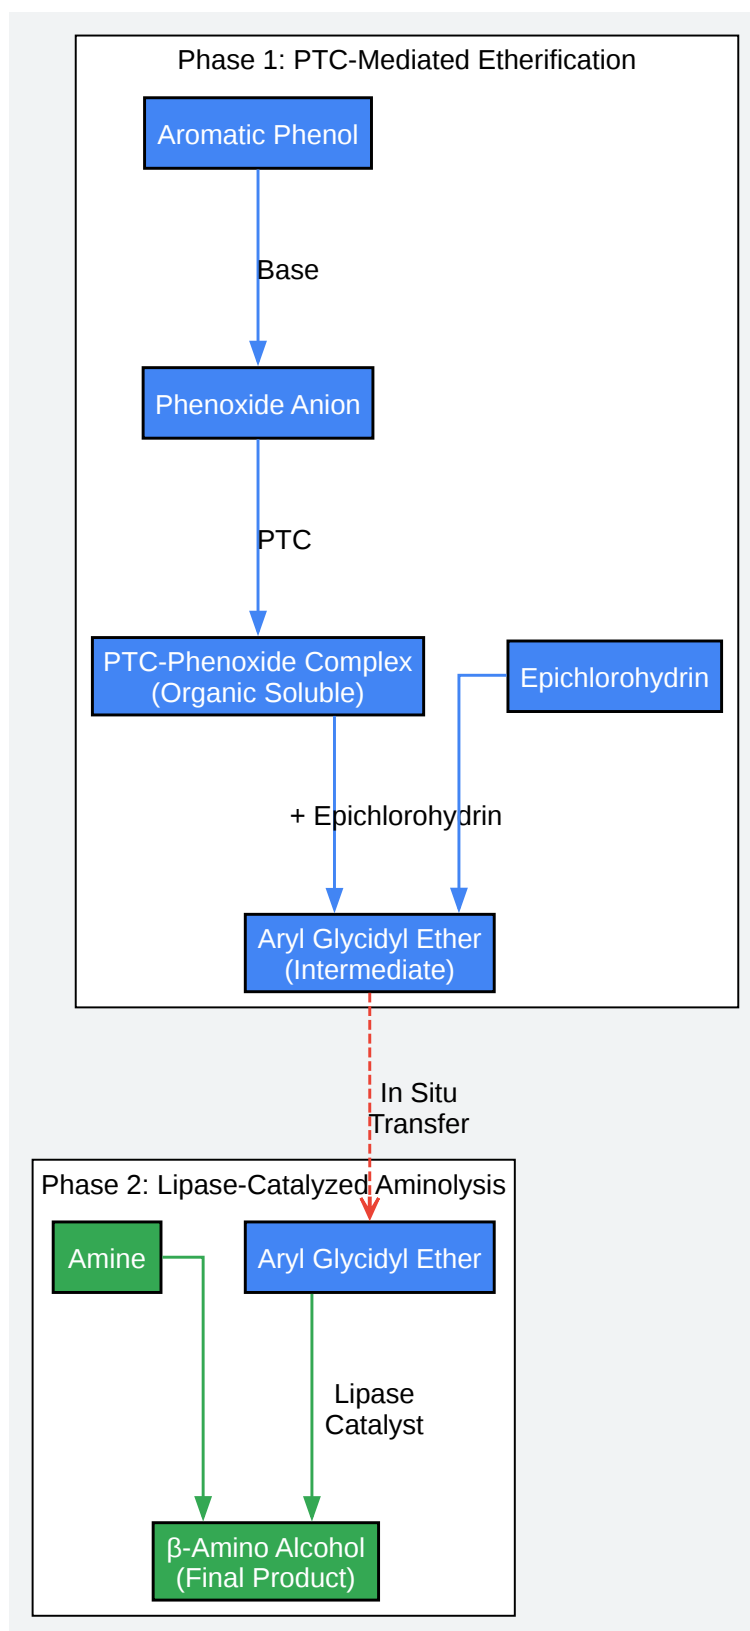 Phase 1: PTC-Mediated Etherification
Aromatic Phenol
Base
Phenoxide Anion
PTC
PTC-Phenoxide Complex
(Organic Soluble)
Epichlorohydrin
+ Epichlorohydrin
Aryl Glycidyl Ether
(Intermediate)
In Situ
Transfer
Phase 2: Lipase-Catalyzed Aminolysis
Amine
Aryl Glycidyl Ether
Lipase
Catalyst
β-Amino Alcohol
(Final Product)